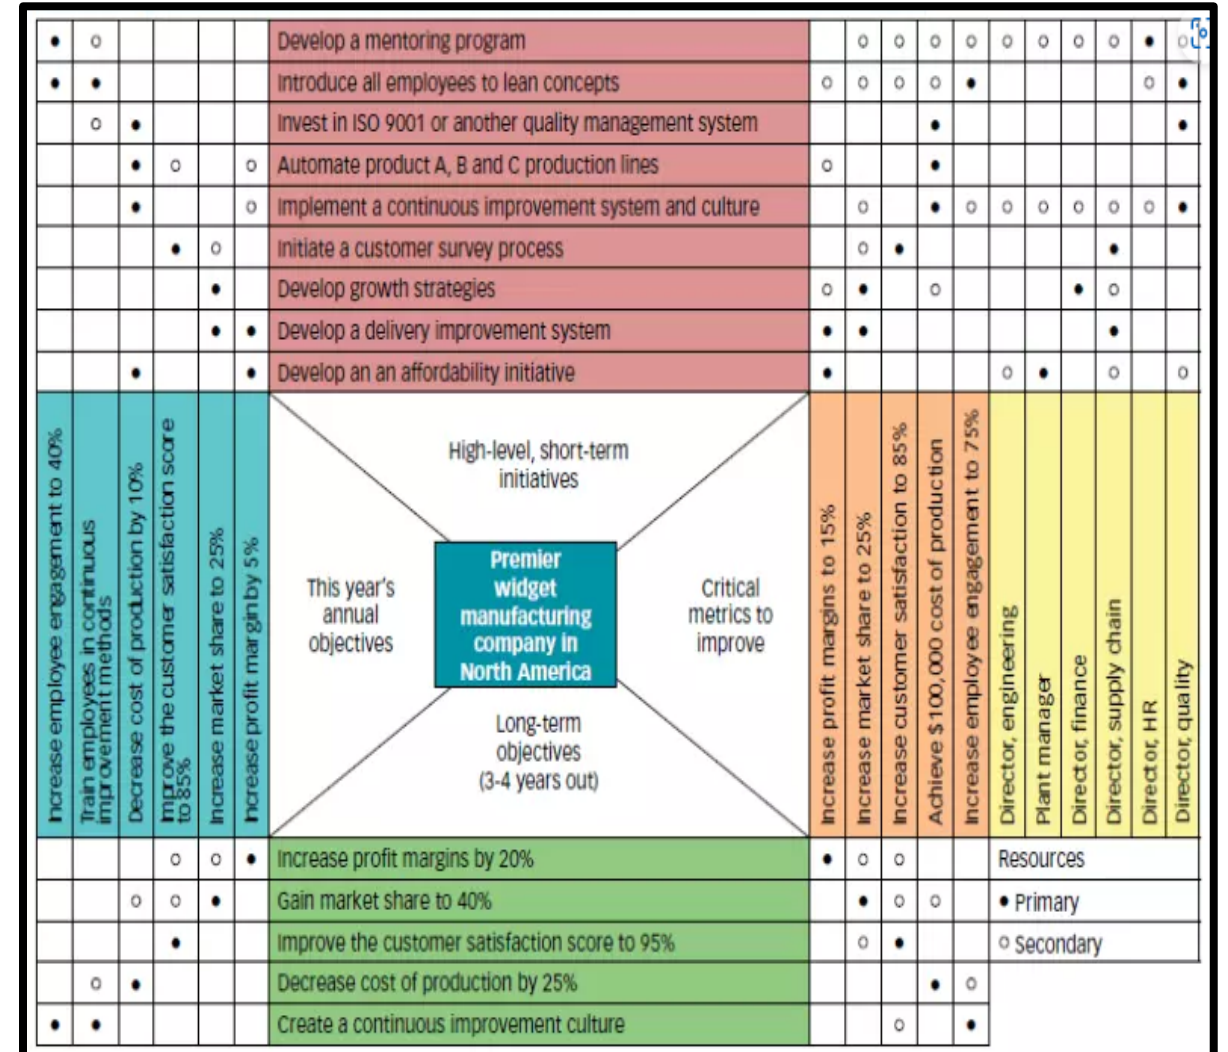 Develop a mentoring program
Introduce all employees to lean concepts
Invest in ISO 9001 or another quality management system
Automate product A, B and C production lines
Implement a continuous improvement system and culture
Initiate a customer survey process
Develop growth strategies
Develop a delivery improvement system
Develop an an affordability initiative
Increase employee engagement to 40%
Train employees in continuous
improvement methods
Decrease cost of production by 10%
Improve the customer satisfaction score
to 85%
Increase market share to 25%
Increase profit margin by 5%
High-level, short-term
initiatives
This year's
annual
objectives
Premier
widget
manufacturing
company in
North America
Critical
metrics to
improve
Long-term
objectives
(3-4 years out)
Increase profit margins to 15%
Increase market share to 25%
Increase customer satisfaction to 85%
Achieve $100,000 cost of production
Increase employee engagement to 75%
Director, engineering
Plant manager
Director, finance
Director, supply chain
Director, HR
Director, quality
Increase profit margins by 20%
Gain market share to 40%
Improve the customer satisfaction score to 95%
Decrease cost of production by 25%
Create a continuous improvement culture
Resources
● Primary
○ Secondary